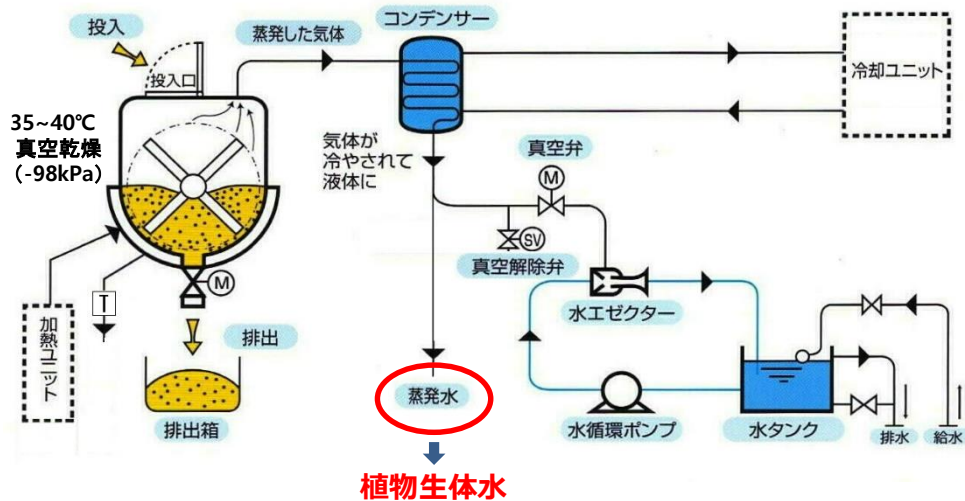 投入
投入口
蒸発した気体
コンデンサー
冷却ユニット
35~40℃
真空乾燥
(-98kPa)
気体が
冷やされて
液体に
真空弁
M
SV
真空解除弁
M
T
加熱ユニット
排出
排出箱
水エゼクター
蒸発水
水循環ポンプ
水タンク
排水
給水
植物生体水